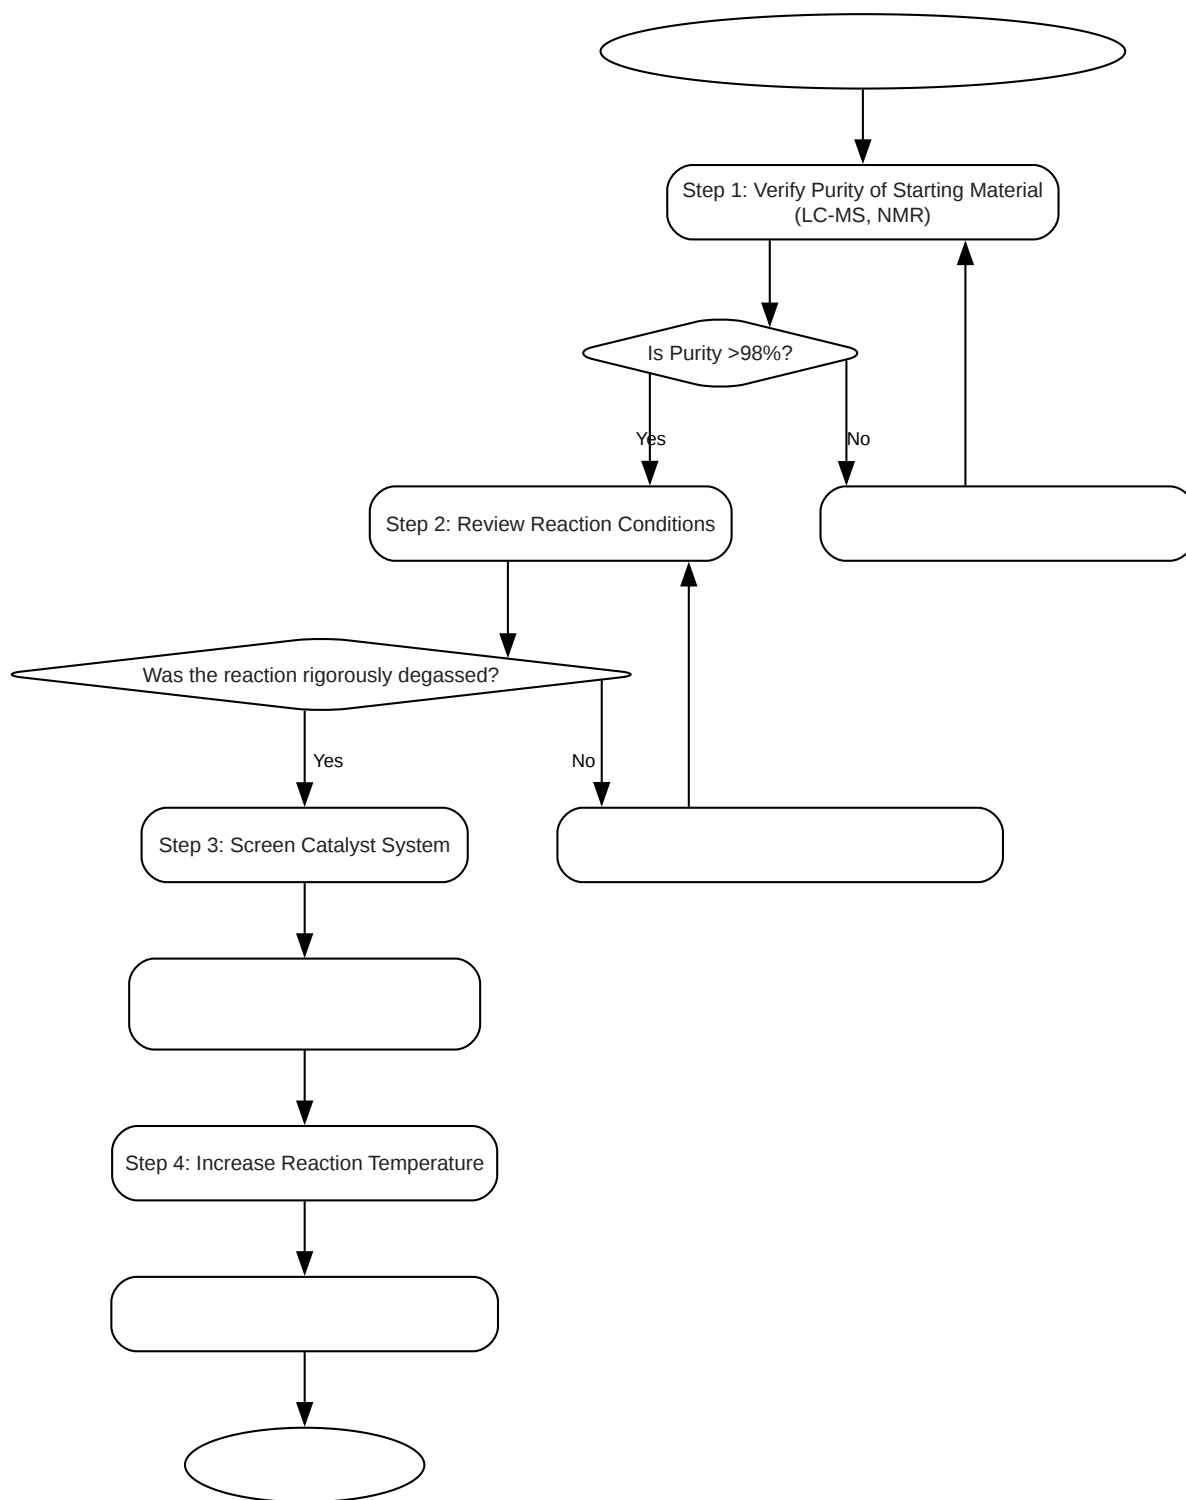 Step 1: Verify Purity of Starting Material
(LC-MS, NMR)
Is Purity >98%?
Yes
No
Step 2: Review Reaction Conditions
Was the reaction rigorously degassed?
Yes
No
Step 3: Screen Catalyst System
Step 4: Increase Reaction Temperature